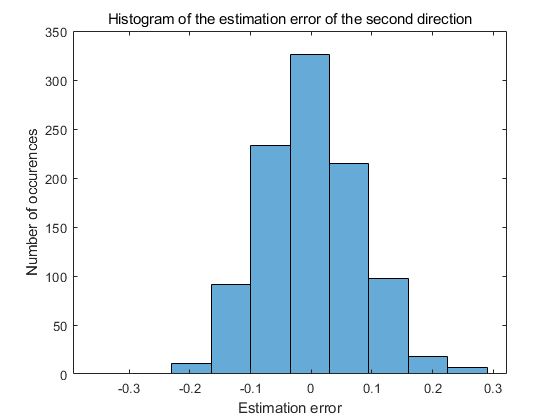 Histogram of the estimation error of the second direction
350
300
250
200
150
100
50
0
Number of occurences
-0.3 -0.2 -0.1 0 0.1 0.2 0.3
Estimation error